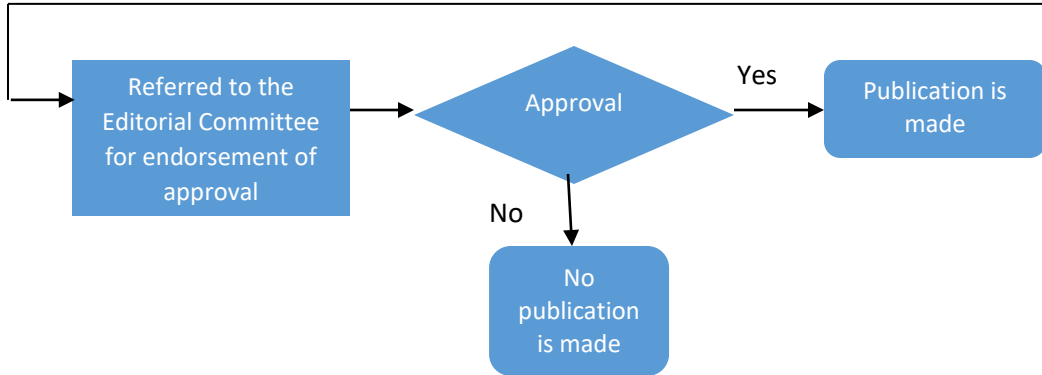 Referred to the
Editorial Committee
for endorsement of
approval
Approval
Yes
Publication is
made
No
No
publication
is made